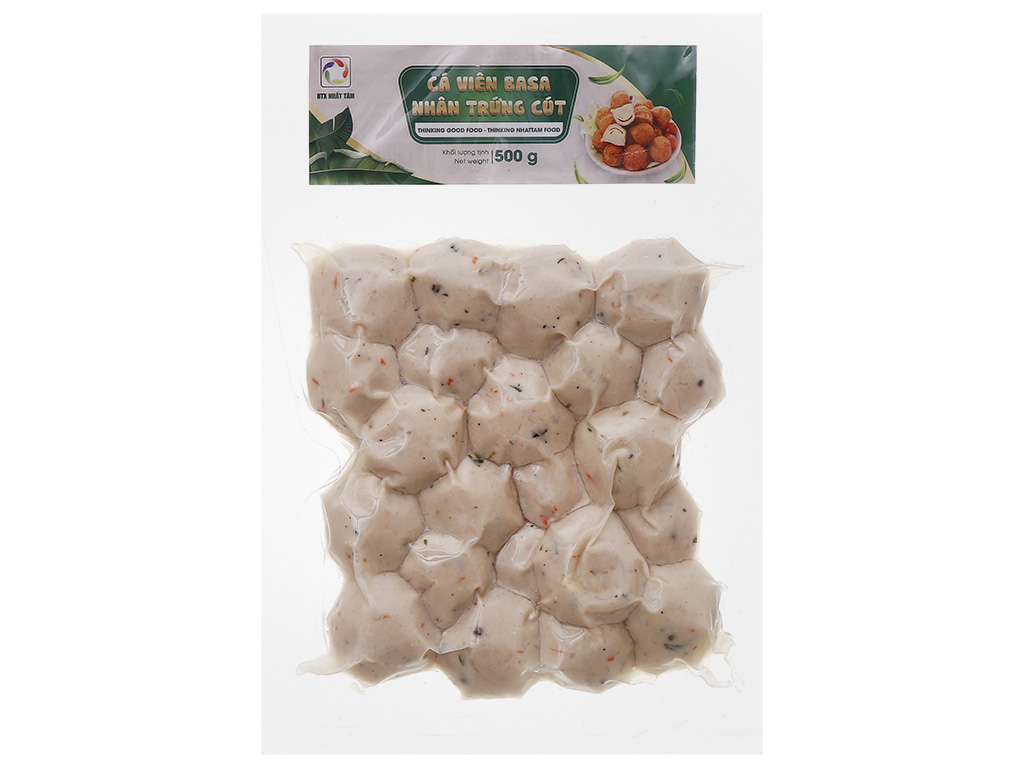 HTX NHẤT TÂM
CÁ VIÊN BASA
NHÂN TRỨNG CÚT
THINKING GOOD FOOD - THINKING NHATTAM FOOD
Khối lượng tịnh
Net weight
500 g